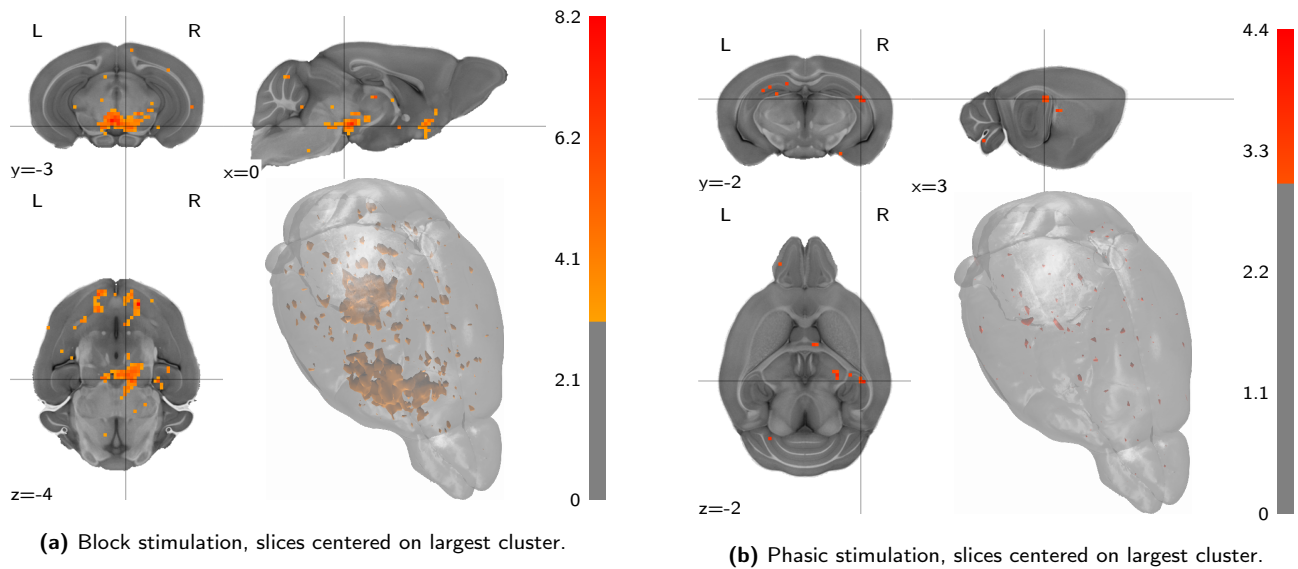 L R
y=-3
x=0
L R
z=-4
8.2
6.2
4.1
2.1
0
(a) Block stimulation, slices centered on largest cluster.
L R
y=-2
x=3
L R
z=-2
4.4
3.3
2.2
1.1
0
(b) Phasic stimulation, slices centered on largest cluster.